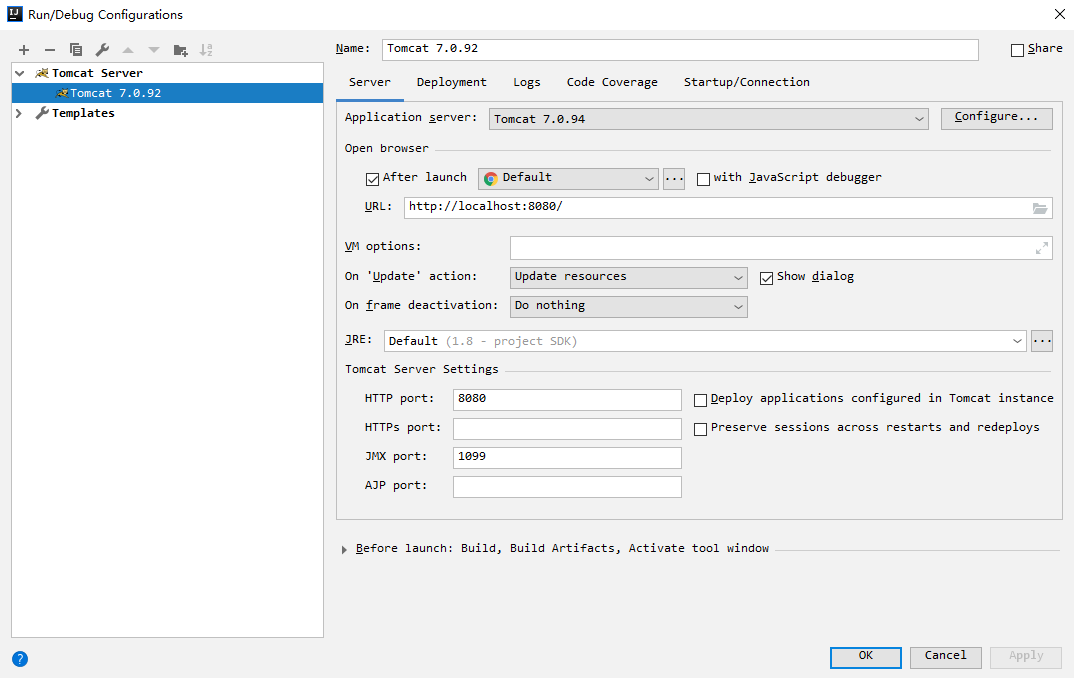 Run/Debug Configurations
Name: Tomcat 7.0.92
Share
Tomcat Server
Tomcat 7.0.92
Templates
Server Deployment Logs Code Coverage Startup/Connection
Application server: Tomcat 7.0.94 Configure...
Open browser
After launch Default ... with JavaScript debugger
URL: http://localhost:8080/
VM options:
On 'Update' action: Update resources Show dialog
On frame deactivation: Do nothing
JRE: Default (1.8 - project SDK) ...
Tomcat Server Settings
HTTP port: 8080 Deploy applications configured in Tomcat instance
HTTPs port: Preserve sessions across restarts and redeploys
JMX port: 1099
AJP port:
Before launch: Build, Build Artifacts, Activate tool window
? OK Cancel Apply